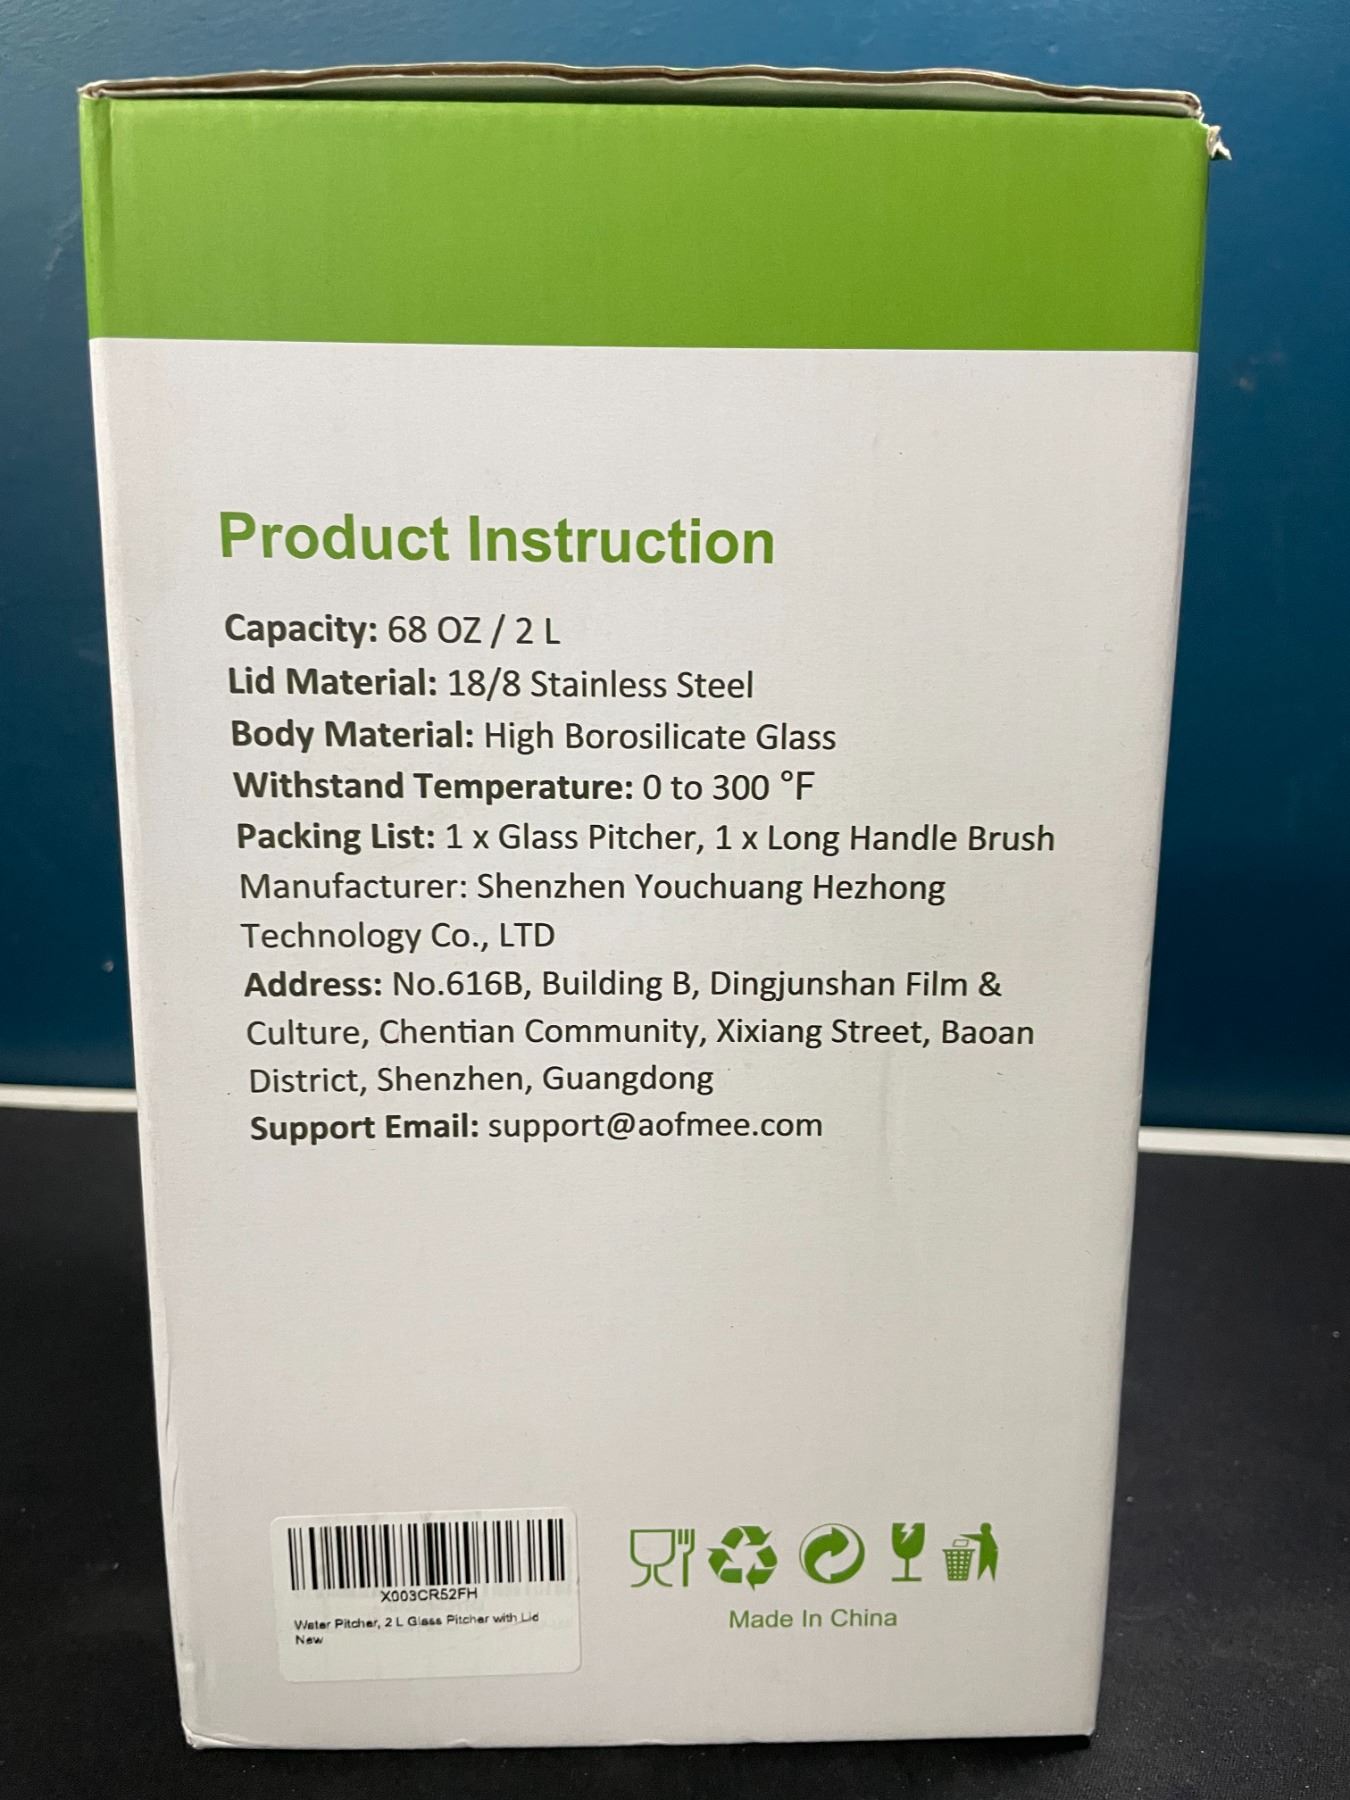 Product Instruction
Capacity: 68 OZ / 2 L
Lid Material: 18/8 Stainless Steel
Body Material: High Borosilicate Glass
Withstand Temperature: 0 to 300 °F
Packing List: 1 x Glass Pitcher, 1 x Long Handle Brush
Manufacturer: Shenzhen Youchuang Hezhong
Technology Co., LTD
Address: No.616B, Building B, Dingjunshan Film &
Culture, Chentian Community, Xixiang Street, Baoan
District, Shenzhen, Guangdong
Support Email: support@aofmee.com
X003CR52FH
Water Pitcher, 2 L Glass Pitcher with Lid
New
Made In China